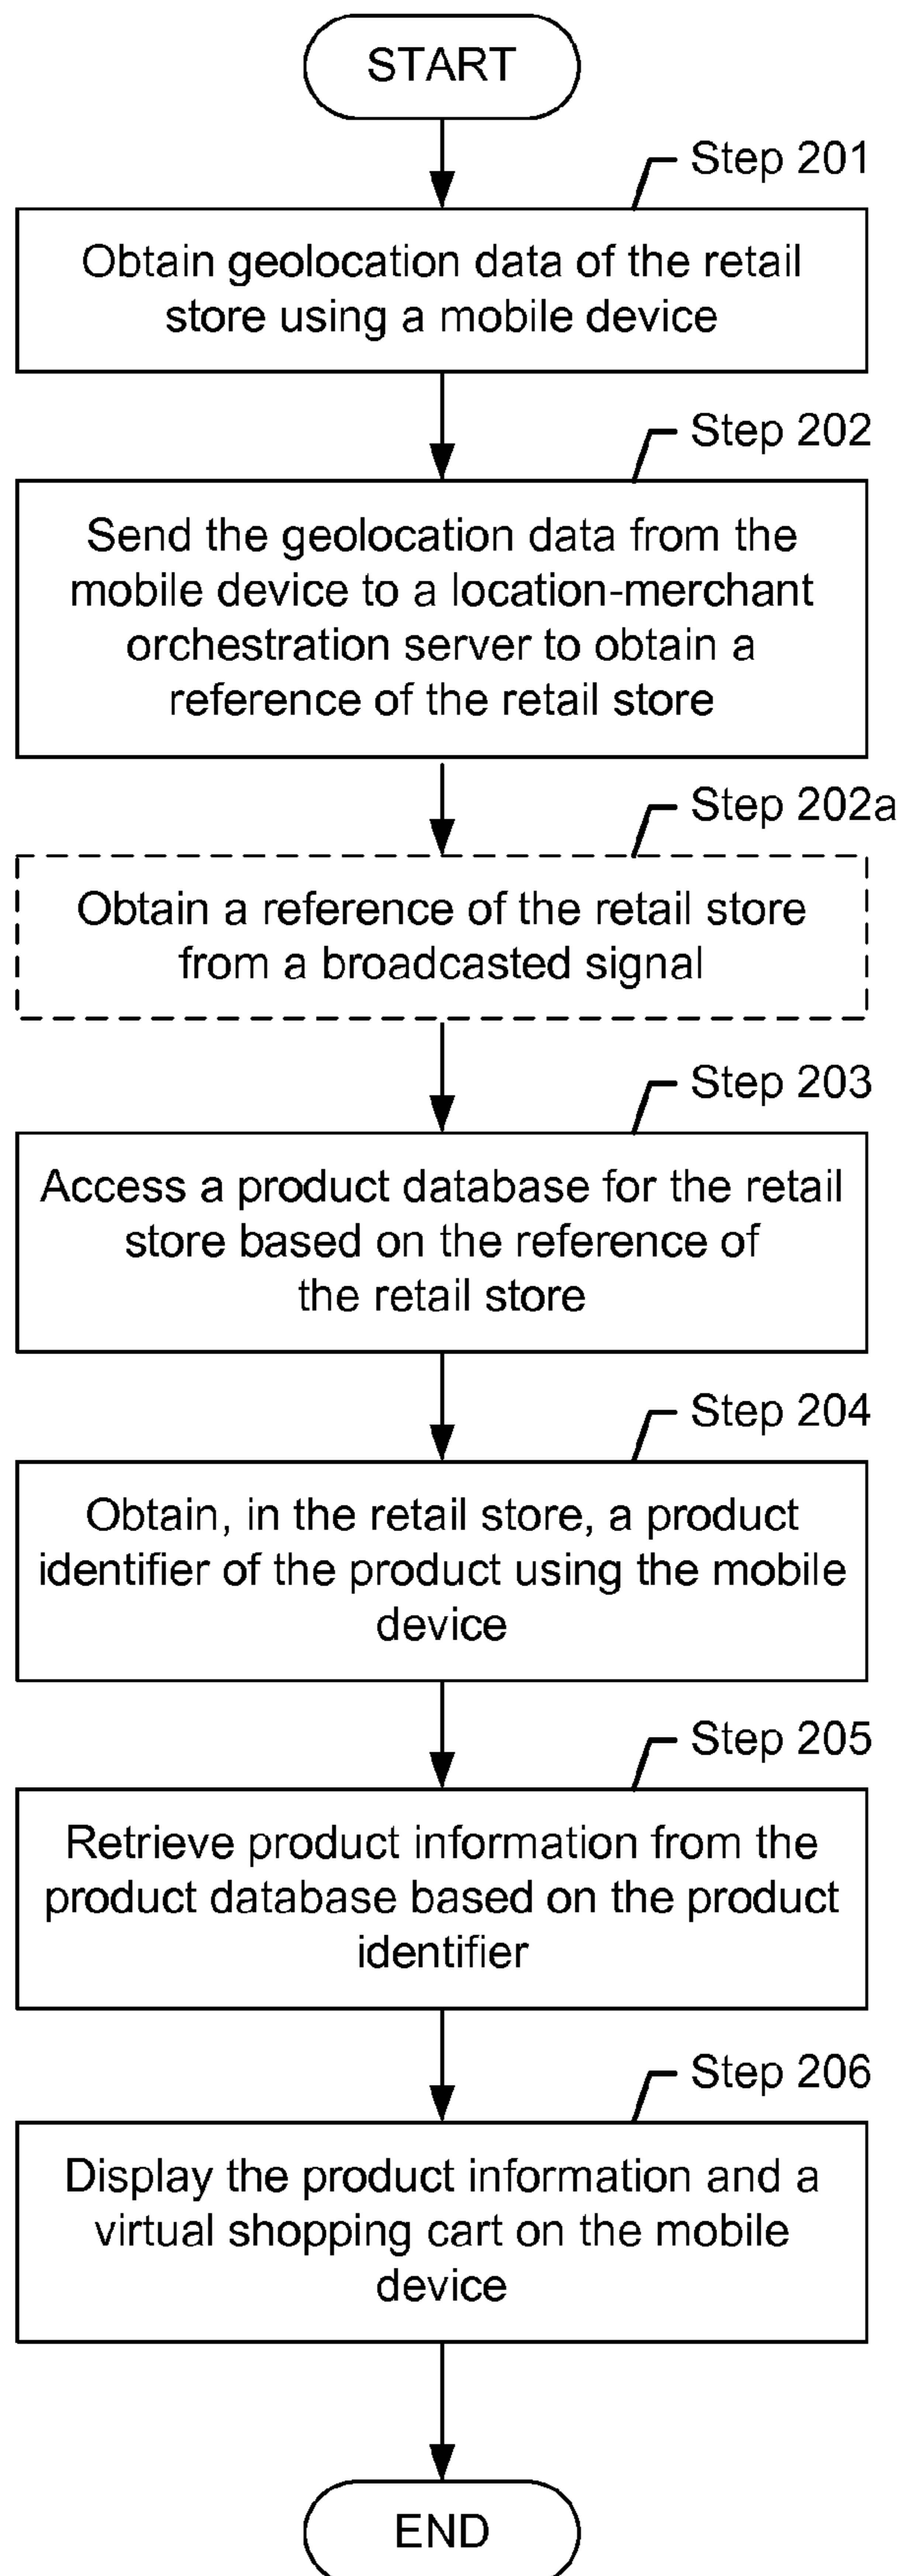 START
Step 201
Obtain geolocation data of the retail
store using a mobile device
Step 202
Send the geolocation data from the
mobile device to a location-merchant
orchestration server to obtain a
reference of the retail store
Step 202a
Obtain a reference of the retail store
from a broadcasted signal
Step 203
Access a product database for the retail
store based on the reference of
the retail store
Step 204
Obtain, in the retail store, a product
identifier of the product using the mobile
device
Step 205
Retrieve product information from the
product database based on the product
identifier
Step 206
Display the product information and a
virtual shopping cart on the mobile
device
END